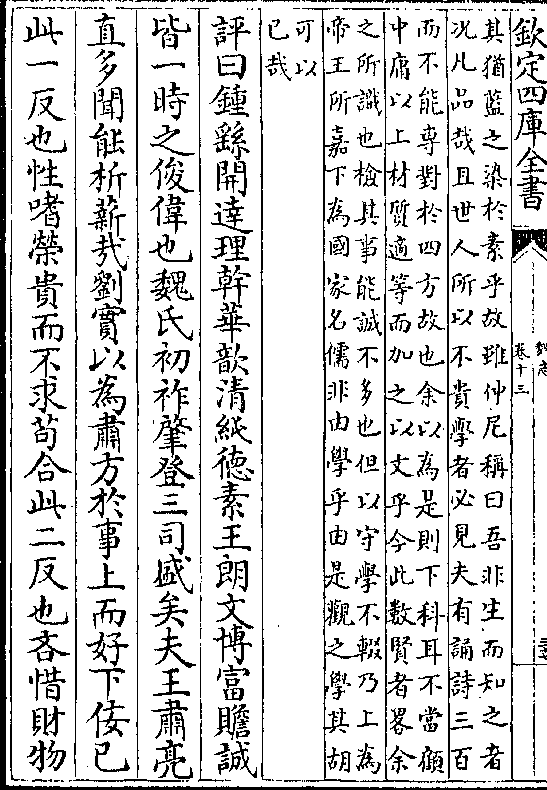 欽定四庫全書
魏志
卷十三
其猶藍之染於素乎故雖仲尼稱曰吾非生而知之者
况凡品哉且世人所以不貴學者必見夫有誦詩三百
而不能專對於四方故也余以為是則下科耳不當顧
中庸以上材質適等而加之以文乎今此數賢者畧余
之所識也檢其事能誠不多也但以守學不輟乃上為
帝王所嘉下為國家名儒非由學乎由是觀之學其胡
可以
已哉
評曰鍾繇開達理幹華歆清純德素王朗文博富贍誠
皆一時之俊偉也魏氏初祚肇登三司盛矣夫王肅亮
直多聞能析薪哉劉實以為肅方於事上而好下佞已
此一反也性嗜榮貴而不求苟合此二反也吝惜財物